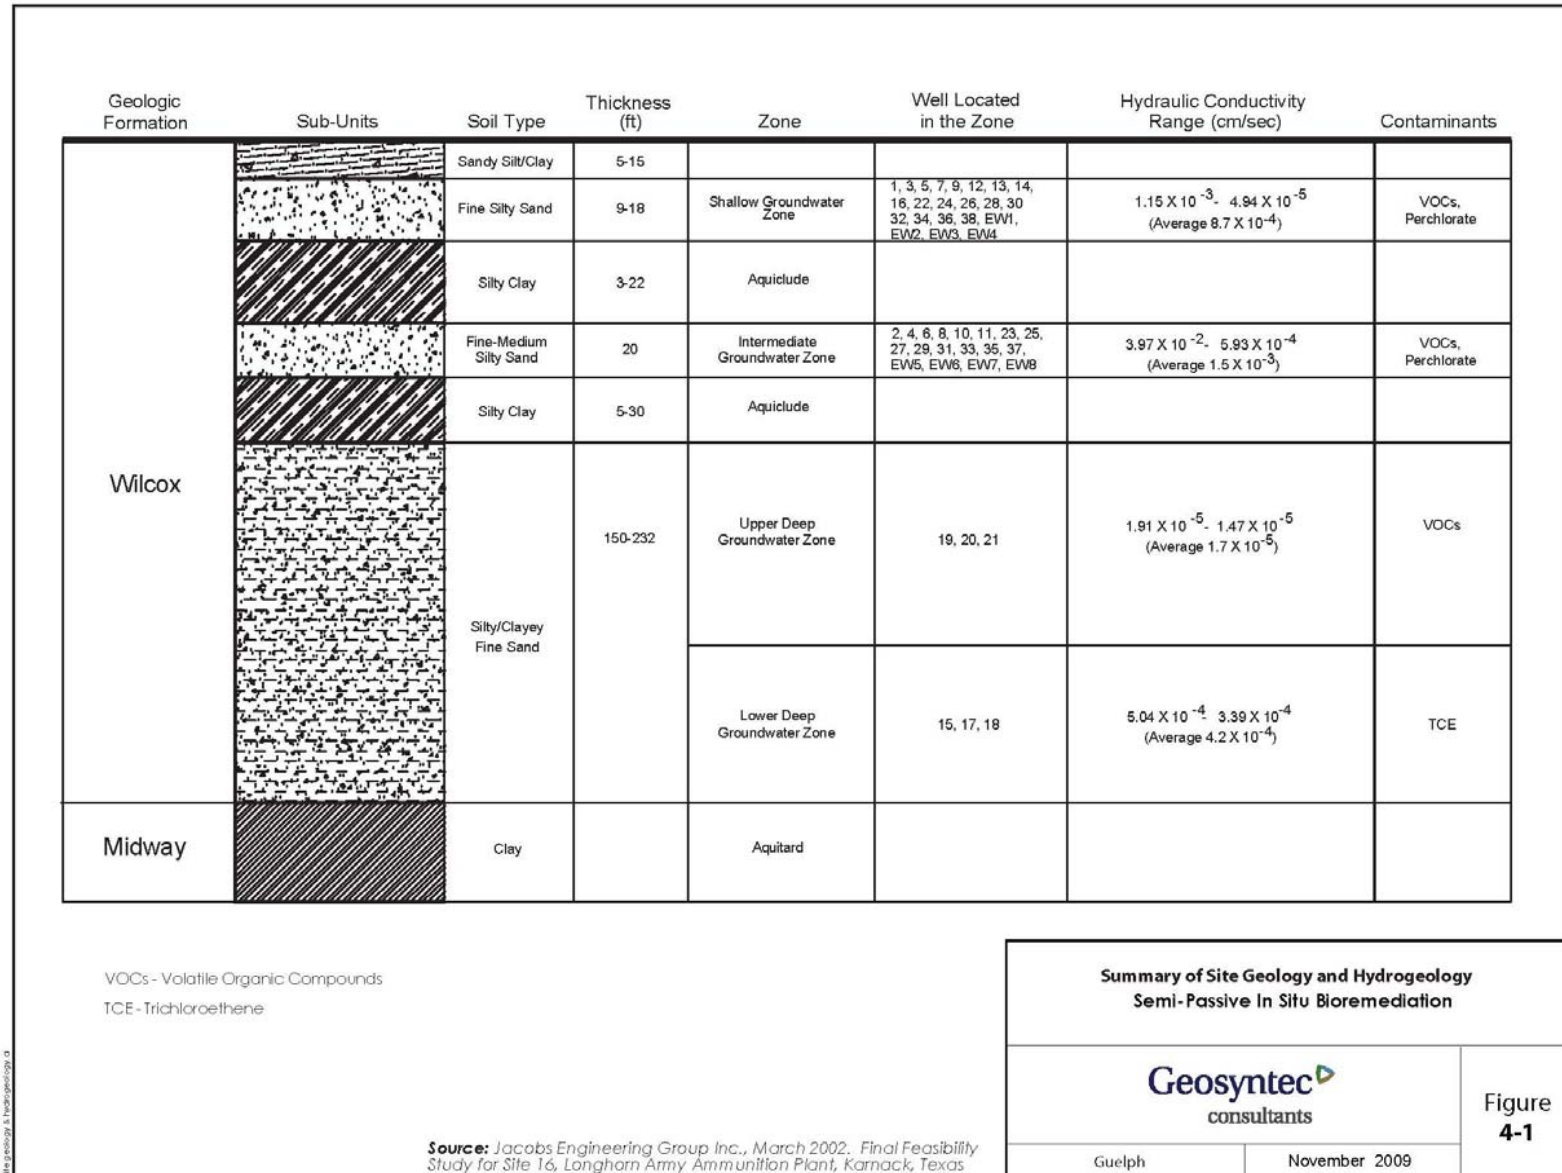 Geologic Formation
Sub-Units
Soil Type
Thickness (ft)
Zone
Well Located in the Zone
Hydraulic Conductivity Range (cm/sec)
Contaminants
Wilcox
Sandy Silt/Clay
5-15
Fine Silty Sand
9-18
Shallow Groundwater
Zone
1, 3, 5, 7, 9, 12, 13, 14,
16, 22, 24, 26, 28, 30
32, 34, 36, 38, EW1,
EW2, EW3, EW4
1.15 X 10 -3- 4.94 X 10 -5
(Average 8.7 X 10 -4)
VOCs,
Perchlorate
Silty Clay
3-22
Aquiclude
Fine-Medium
Silty Sand
20
Intermediate
Groundwater Zone
2, 4, 6, 8, 10, 11, 23, 25,
27, 29, 31, 33, 35, 37,
EW5, EW6, EW7, EW8
3.97 X 10 -2- 5.93 X 10 -4
(Average 1.5 X 10 -3)
VOCs,
Perchlorate
Silty Clay
5-30
Aquiclude
Silty/Clayey
Fine Sand
150-232
Upper Deep
Groundwater Zone
19, 20, 21
1.91 X 10 -5- 1.47 X 10 -5
(Average 1.7 X 10 -5)
VOCs
Lower Deep
Groundwater Zone
15, 17, 18
5.04 X 10 -4- 3.39 X 10 -4
(Average 4.2 X 10 -4)
TCE
Midway
Clay
Aquitard
VOCs - Volatile Organic Compounds
TCE - Trichloroethene
Source: Jacobs Engineering Group Inc., March 2002. Final Feasibility
Study for Site 16, Longhorn Army Ammunition Plant, Karnack, Texas
Summary of Site Geology and Hydrogeology
Semi-Passive In Situ Bioremediation
Geosyntec
consultants
Guelph
November 2009
Figure
4-1